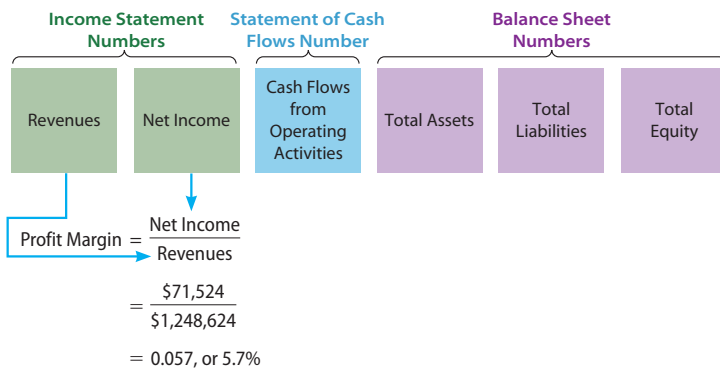 Income Statement
Numbers
Statement of Cash
Flows Number
Balance Sheet
Numbers
Revenues
Net Income
Cash Flows
from
Operating
Activities
Total Assets
Total
Liabilities
Total
Equity
Profit Margin = Net Income
Revenues
= $71,524
$1,248,624
= 0.057, or 5.7%